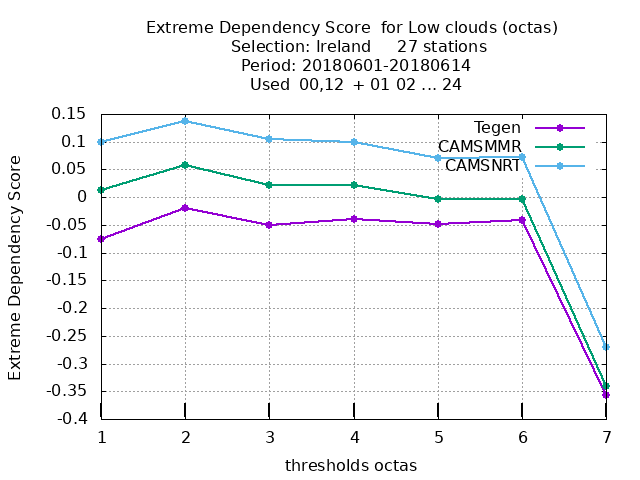 Extreme Dependency Score  for Low clouds (octas)
Selection: Ireland     27 stations
Period: 20180601-20180614
Used  00,12  + 01 02 ... 24
Extreme Dependency Score
0.15
0.1
0.05
0
-0.05
-0.1
-0.15
-0.2
-0.25
-0.3
-0.35
-0.4
Tegen
CAMSMMR
CAMSNRT
1 2 3 4 5 6 7
thresholds octas